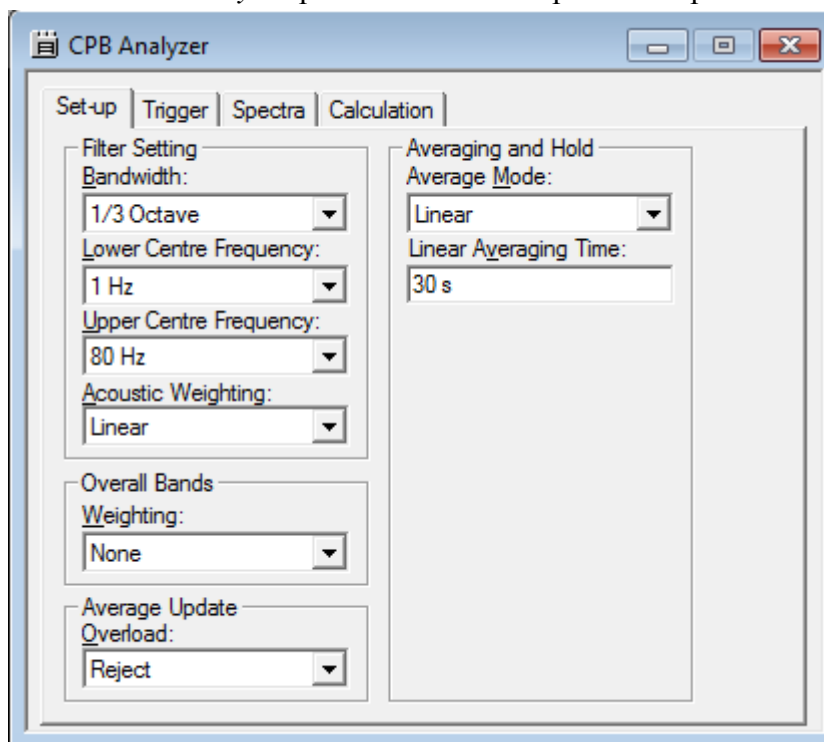 CPB Analyzer
Set-up Trigger Spectra Calculation
Filter Setting
Bandwidth:
1/3 Octave
Lower Centre Frequency:
1 Hz
Upper Centre Frequency:
80 Hz
Acoustic Weighting:
Linear
Overall Bands
Weighting:
None
Average Update
Overload:
Reject
Averaging and Hold
Average Mode:
Linear
Linear Averaging Time:
30 s